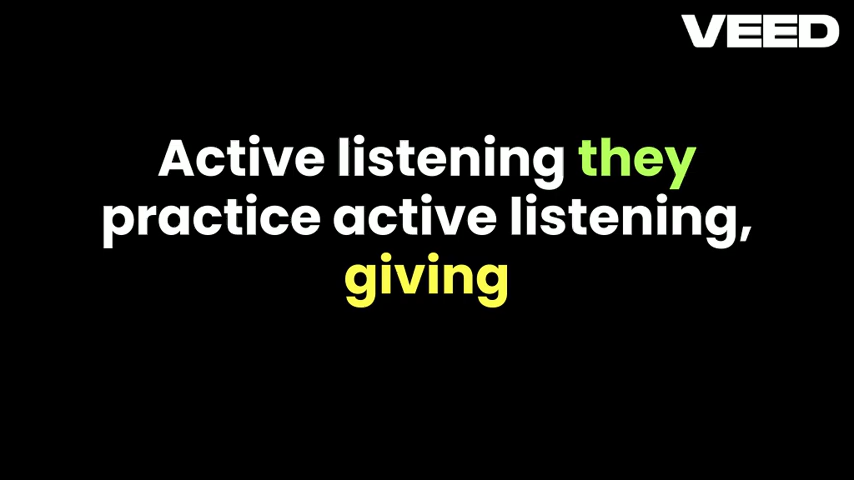 VEED
Active listening they
practice active listening,
giving